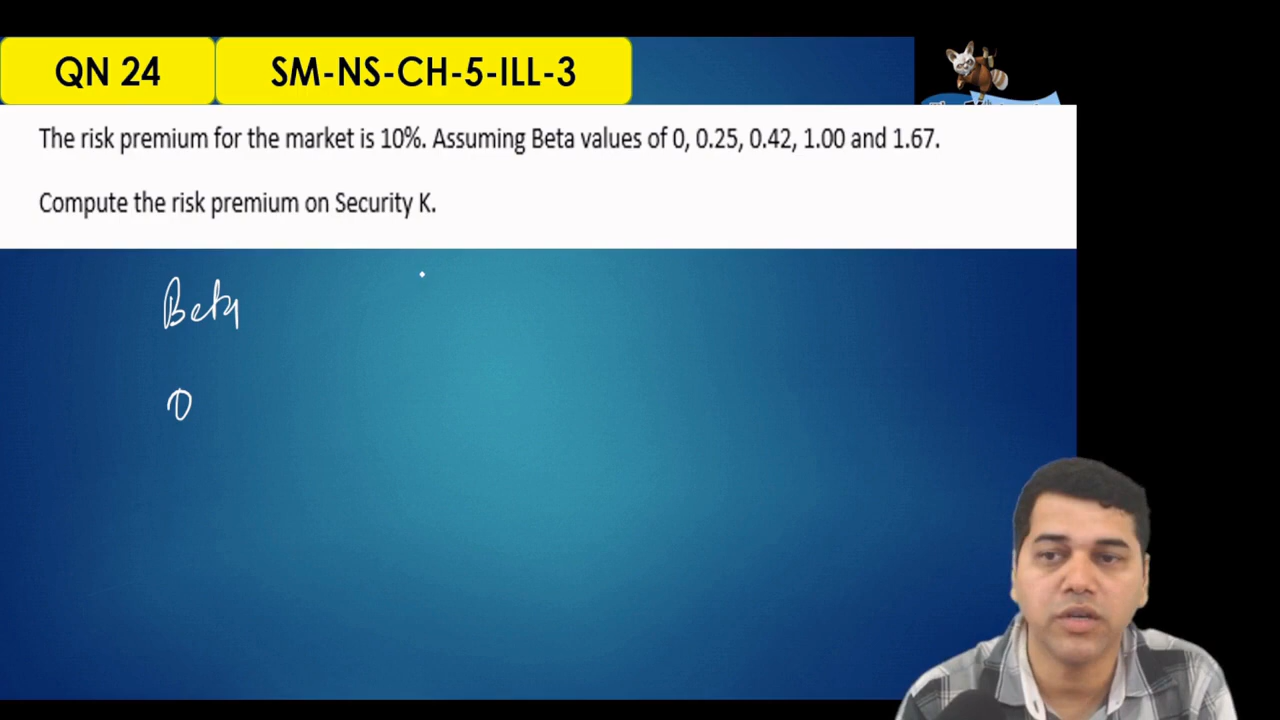 QN 24
SM-NS-CH-5-ILL-3
The risk premium for the market is 10%. Assuming Beta values of 0, 0.25, 0.42, 1.00 and 1.67.
Compute the risk premium on Security K.
Beta
0